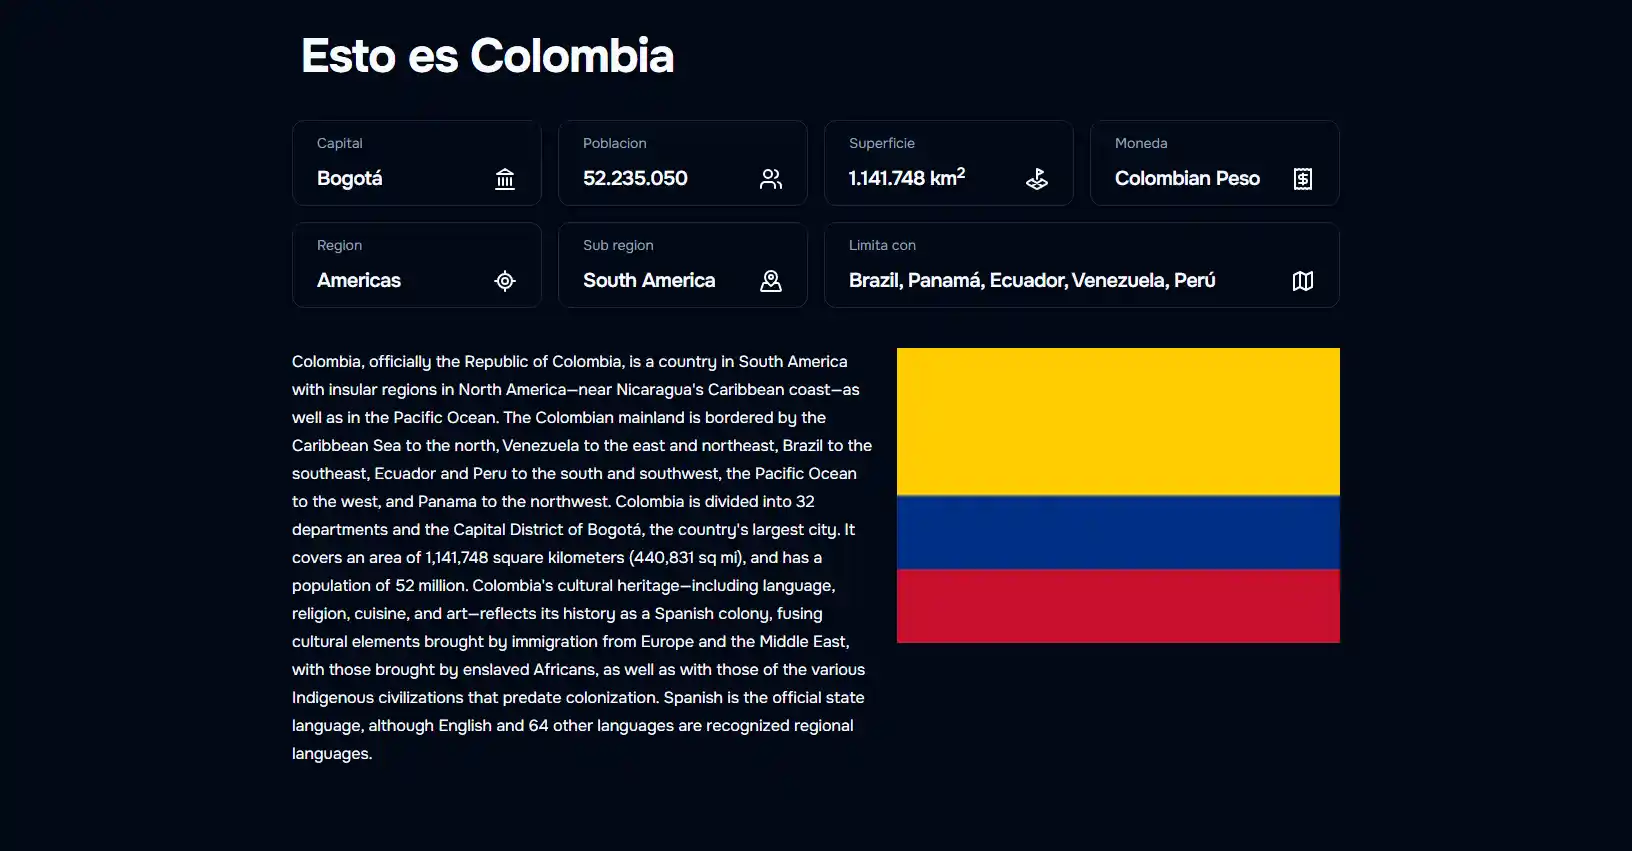 Esto es Colombia
Capital
Bogotá
Poblacion
52.235.050
Superficie
1.141.748 km²
Moneda
Colombian Peso
Region
Americas
Sub region
South America
Limita con
Brazil, Panamá, Ecuador, Venezuela, Perú
Colombia, officially the Republic of Colombia, is a country in South America
with insular regions in North America—near Nicaragua's Caribbean coast—as
well as in the Pacific Ocean. The Colombian mainland is bordered by the
Caribbean Sea to the north, Venezuela to the east and northeast, Brazil to the
southeast, Ecuador and Peru to the south and southwest, the Pacific Ocean
to the west, and Panama to the northwest. Colombia is divided into 32
departments and the Capital District of Bogotá, the country's largest city. It
covers an area of 1,141,748 square kilometers (440,831 sq mi), and has a
population of 52 million. Colombia's cultural heritage—including language,
religion, cuisine, and art—reflects its history as a Spanish colony, fusing
cultural elements brought by immigration from Europe and the Middle East,
with those brought by enslaved Africans, as well as with those of the various
Indigenous civilizations that predate colonization. Spanish is the official state
language, although English and 64 other languages are recognized regional
languages.